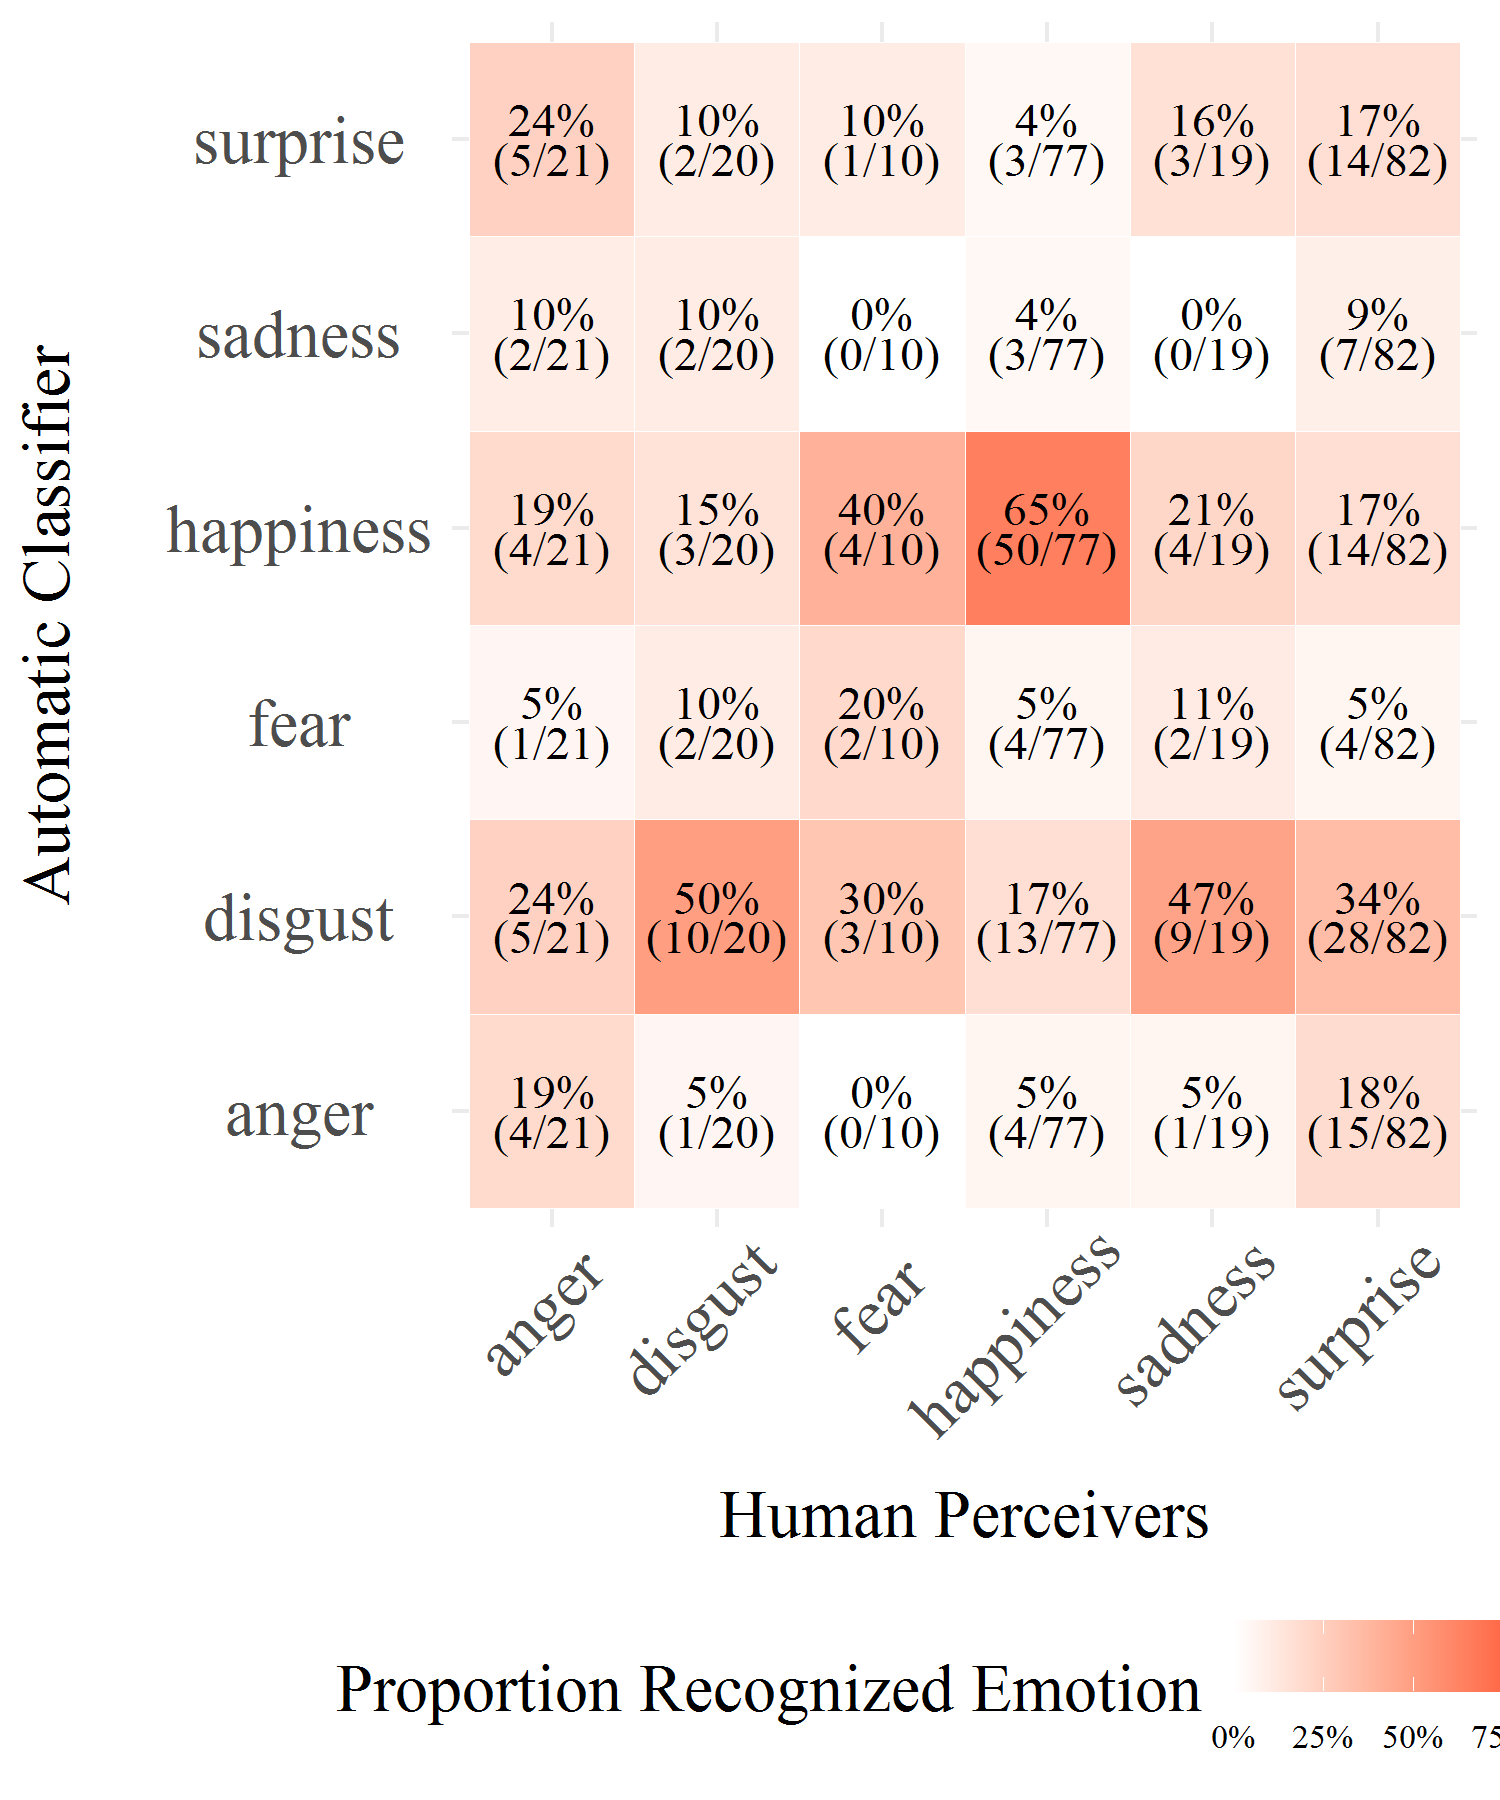 surprise
24% 10% 10% 4% 16% 17%
(5/21) (2/20) (1/10) (3/77) (3/19) (14/82)
sadness
10% 10% 0% 4% 0% 9%
(2/21) (2/20) (0/10) (3/77) (0/19) (7/82)
happiness
19% 15% 40% 65% 21% 17%
(4/21) (3/20) (4/10) (50/77) (4/19) (14/82)
fear
5% 10% 20% 5% 11% 5%
(1/21) (2/20) (2/10) (4/77) (2/19) (4/82)
disgust
24% 50% 30% 17% 47% 34%
(5/21) (10/20) (3/10) (13/77) (9/19) (28/82)
anger
19% 5% 0% 5% 5% 18%
(4/21) (1/20) (0/10) (4/77) (1/19) (15/82)
Automatic Classifier
anger disgust fear happiness sadness surprise
Human Perceivers
Proportion Recognized Emotion
0% 25% 50% 75